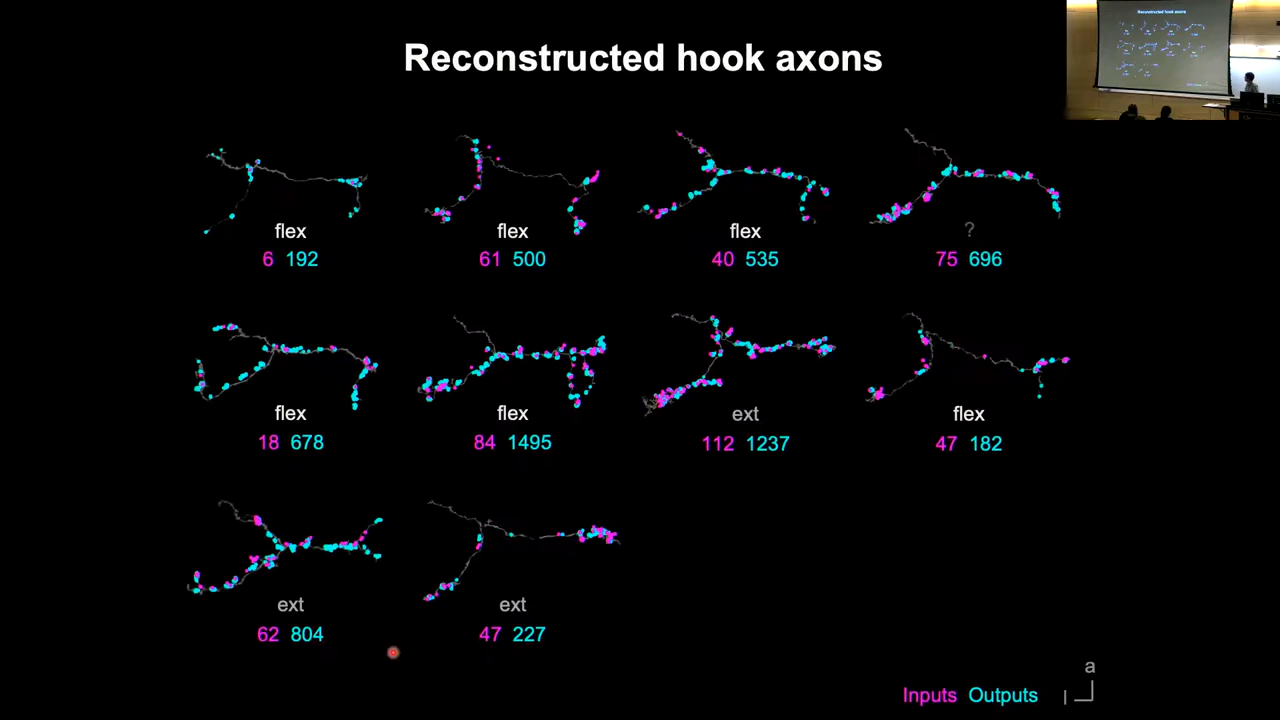 Reconstructed hook axons
flex
6 192
flex
61 500
flex
40 535
?
75 696
flex
18 678
flex
84 1495
ext
112 1237
flex
47 182
ext
62 804
ext
47 227
a
Inputs Outputs l